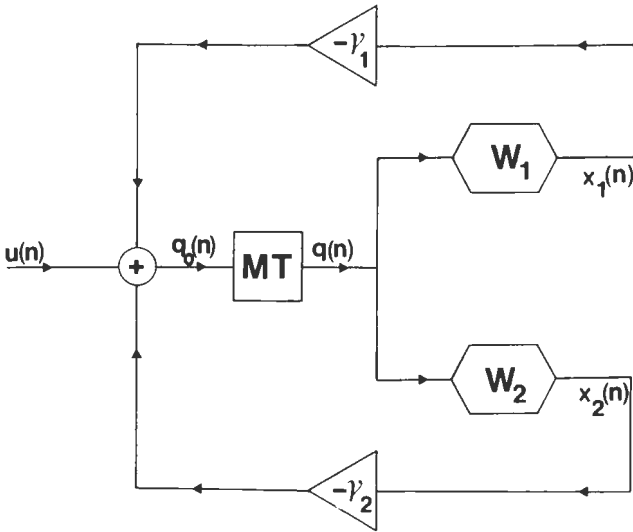 -γ₁
W₁
x₁(n)
u(n)
+
q₀(n)
MT
q(n)
W₂
x₂(n)
-γ₂